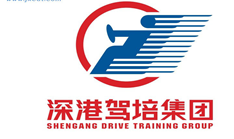 深港驾培集团
SHENGANG DRIVE TRAINING GROUP